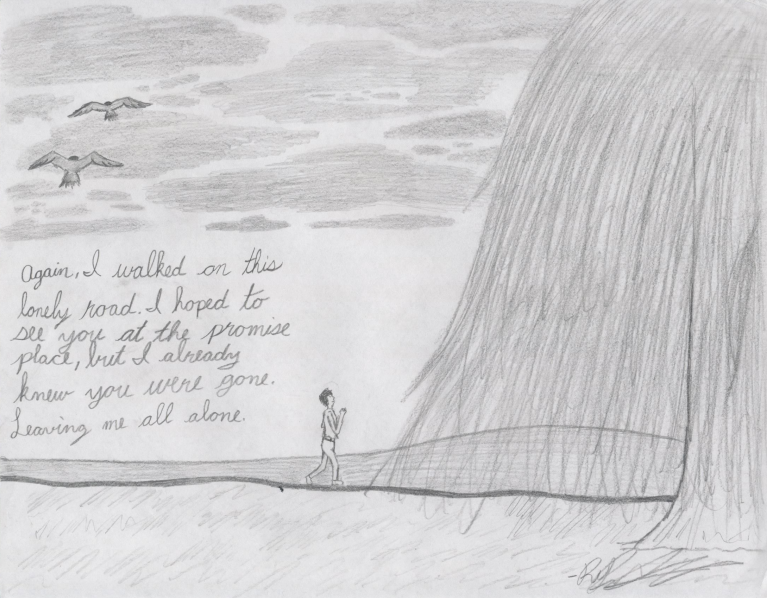 Again, I walked on this
lonely road. I hoped to
see you at the promise
place, but I already
knew you were gone.
Leaving me all alone.